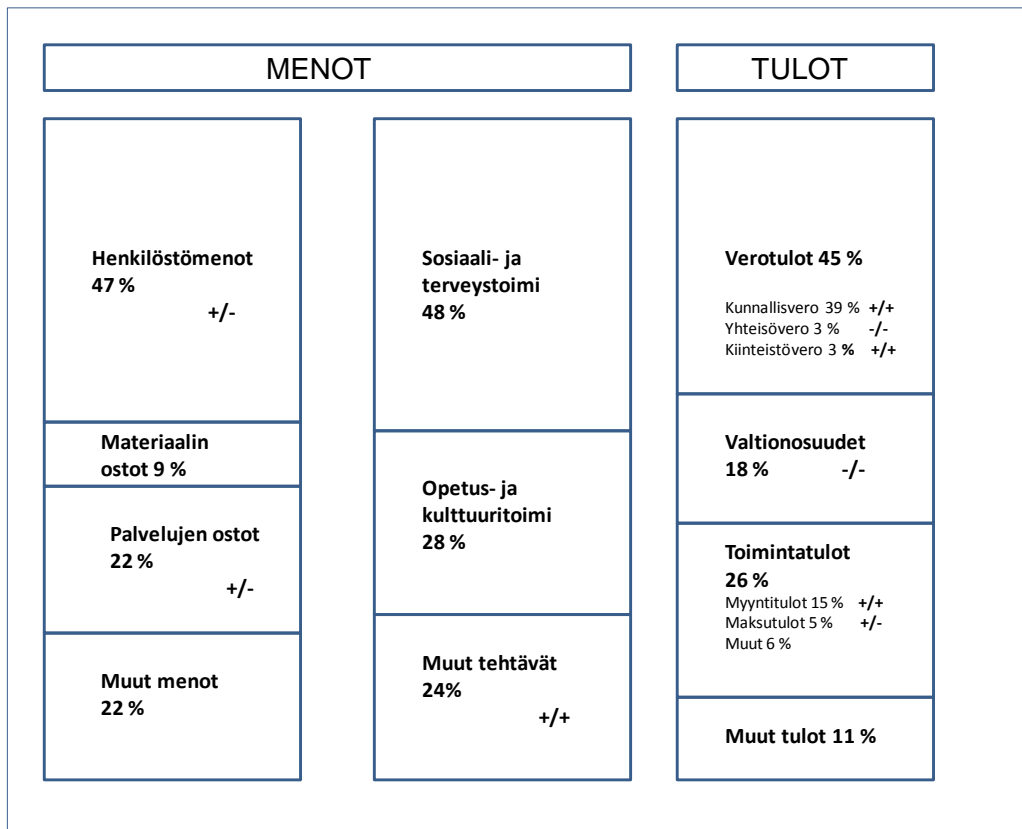 MENOT
TULOT
Henkilöstömenot
47 %
+/-
Materiaalin
ostot 9 %
Palvelujen ostot
22 %
+/-
Muut menot
22 %
Sosiaali- ja
terveystoimi
48 %
Opetus- ja
kulttuuritoimi
28 %
Muut tehtävät
24%
+/+
Verotulot 45 %
Kunnallisvero 39 % +/+
Yhteisövero 3 % -/-
Kiinteistövero 3 % +/+
Valtionosuudet
18 % -/-
Toimintatulot
26 %
Myyntitulot 15 % +/+
Maksutulot 5 % +/-
Muut 6 %
Muut tulot 11 %